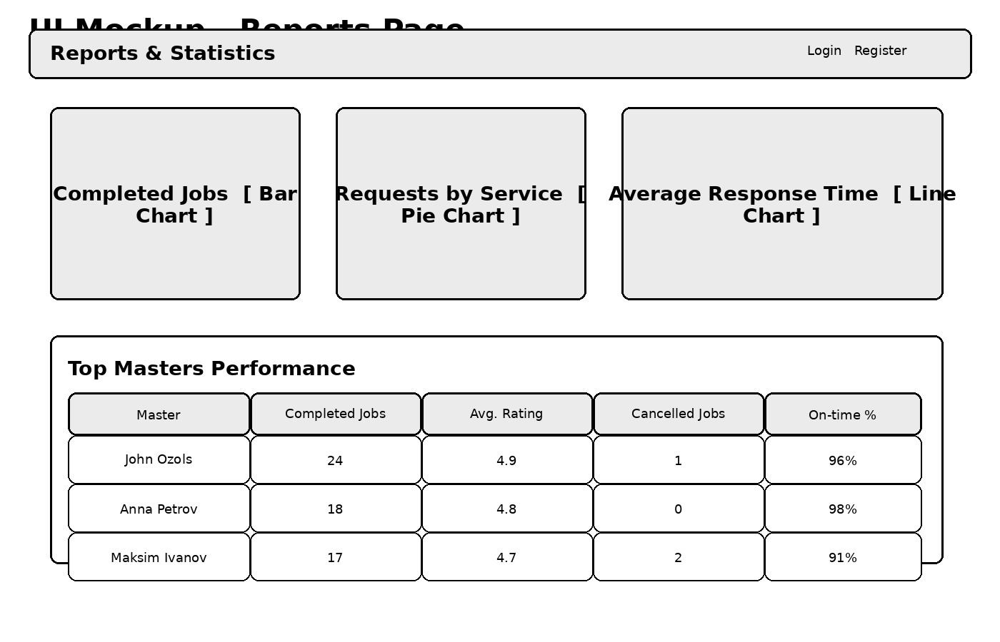 UI Mockup – Reports Page
Reports & Statistics
Login Register
Completed Jobs [ Bar
Chart ]
Requests by Service [
Pie Chart ]
Average Response Time [ Line
Chart ]
Top Masters Performance
Master Completed Jobs Avg. Rating Cancelled Jobs On-time %
John Ozols 24 4.9 1 96%
Anna Petrov 18 4.8 0 98%
Maksim Ivanov 17 4.7 2 91%